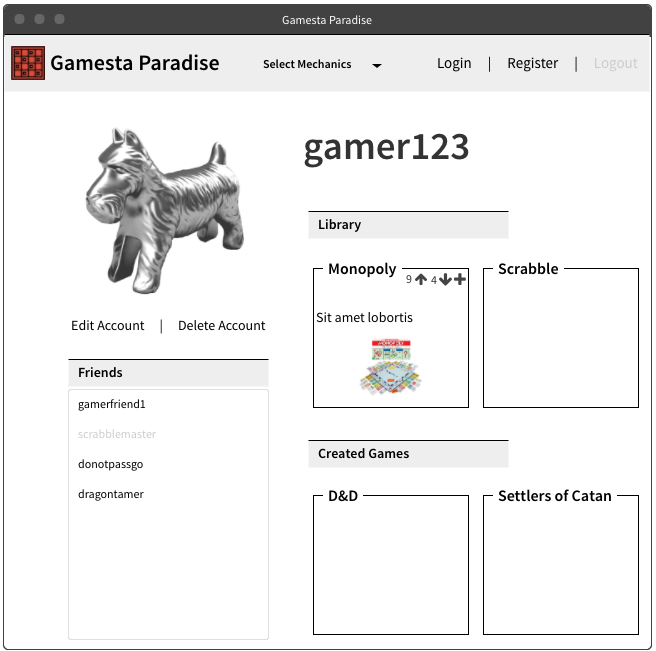 Gamesta Paradise
Gamesta Paradise
Select Mechanics
Login | Register | Logout
gamer123
Library
Monopoly
9 4
Sit amet lobortis
Scrabble
Edit Account | Delete Account
Friends
gamerfriend1
scrabblemaster
donotpassgo
dragontamer
Created Games
D&D
Settlers of Catan